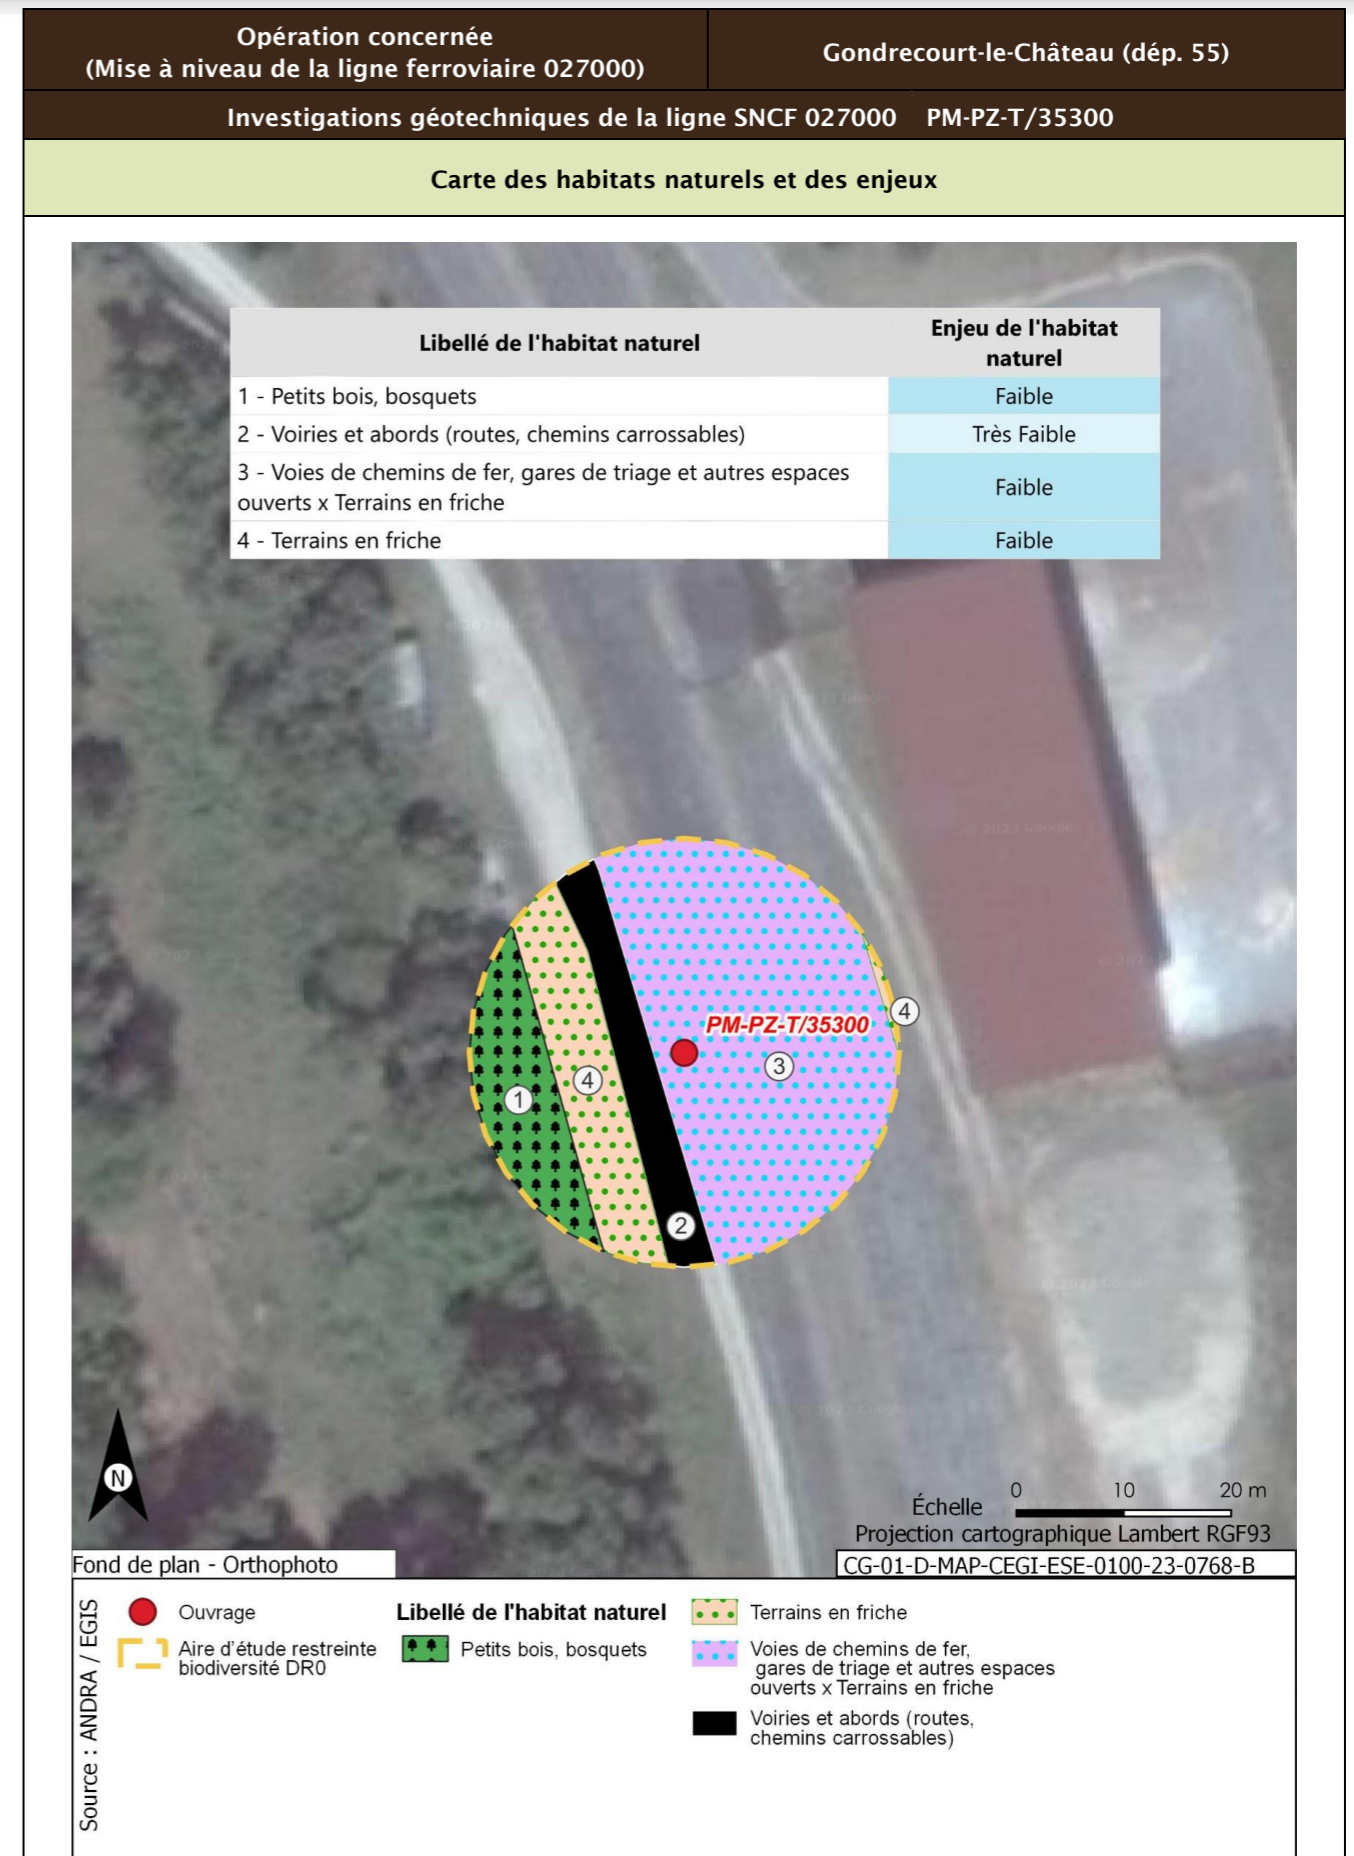 Opération concernée
(Mise à niveau de la ligne ferroviaire 027000)
Gondrecourt-le-Château (dép. 55)
Investigations géotechniques de la ligne SNCF 027000 PM-PZ-T/35300
Carte des habitats naturels et des enjeux
Libellé de l'habitat naturel
Enjeu de l'habitat
naturel
1 - Petits bois, bosquets
Faible
2 - Voiries et abords (routes, chemins carrossables)
Très Faible
3 - Voies de chemins de fer, gares de triage et autres espaces
ouverts x Terrains en friche
Faible
4 - Terrains en friche
Faible
© 2023 Google
PM-PZ-T/35300
4
3
4
1
2
N
Échelle
0 10 20 m
Projection cartographique Lambert RGF93
Fond de plan - Orthophoto
CG-01-D-MAP-CEGI-ESE-0100-23-0768-B
Source : ANDRA / EGIS
Ouvrage
Aire d'étude restreinte
biodiversité DR0
Libellé de l'habitat naturel
Petits bois, bosquets
Terrains en friche
Voies de chemins de fer,
gares de triage et autres espaces
ouverts x Terrains en friche
Voiries et abords (routes,
chemins carrossables)